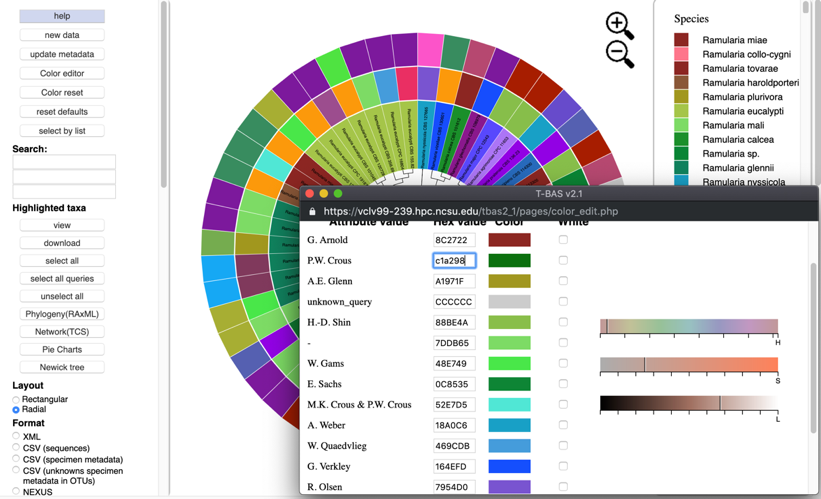 help
new data
update metadata
Color editor
Color reset
reset defaults
select by list
Search:
Highlighted taxa
view
download
select all
select all queries
unselect all
Phylogeny(RAxML)
Network(TCS)
Pie Charts
Newick tree
Layout
Rectangular
Radial
Format
XML
CSV (sequences)
CSV (specimen metadata)
CSV (unknowns specimen
metadata in OTUs)
NEXUS
Species
Ramularia miae
Ramularia collo-cygni
Ramularia tovarae
Ramularia haroldporteri
Ramularia plurivora
Ramularia eucalypti
Ramularia mali
Ramularia calcea
Ramularia sp.
Ramularia glennii
Ramularia nyssicola
T-BAS v2.1
https://vclv99-239.hpc.ncsu.edu/tbas2_1/pages/color_edit.php
Attribute value Hex value Color White
G. Arnold 8C2722
P.W. Crous c1a298
A.E. Glenn A1971F
unknown_query CCCCCC
H.-D. Shin 88BE4A
- 7DDB65
W. Gams 48E749
E. Sachs 0C8535
M.K. Crous & P.W. Crous 52E7D5
A. Weber 18A0C6
W. Quaedvlieg 469CDB
G. Verkley 164EFD
R. Olsen 7954D0
H
S
L